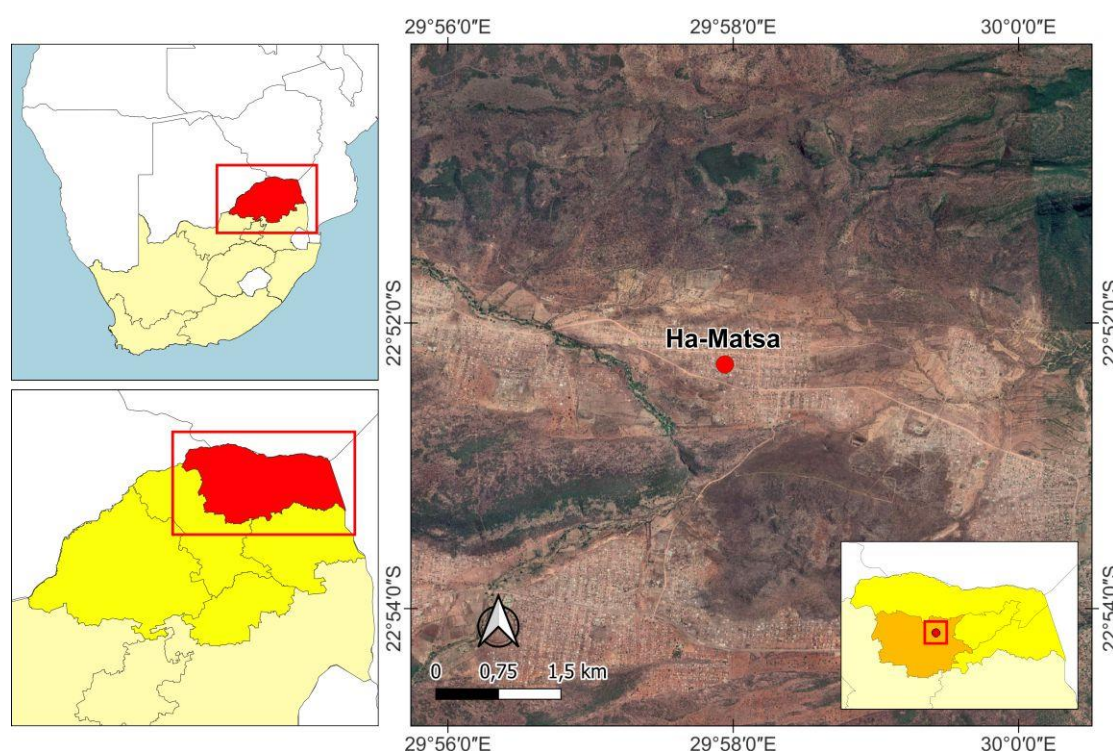 29°56′0″E 29°58′0″E 30°0′0″E
22°52′0″S 22°52′0″S
Ha-Matsa
22°54′0″S 22°54′0″S
0 0,75 1,5 km
29°56′0″E 29°58′0″E 30°0′0″E